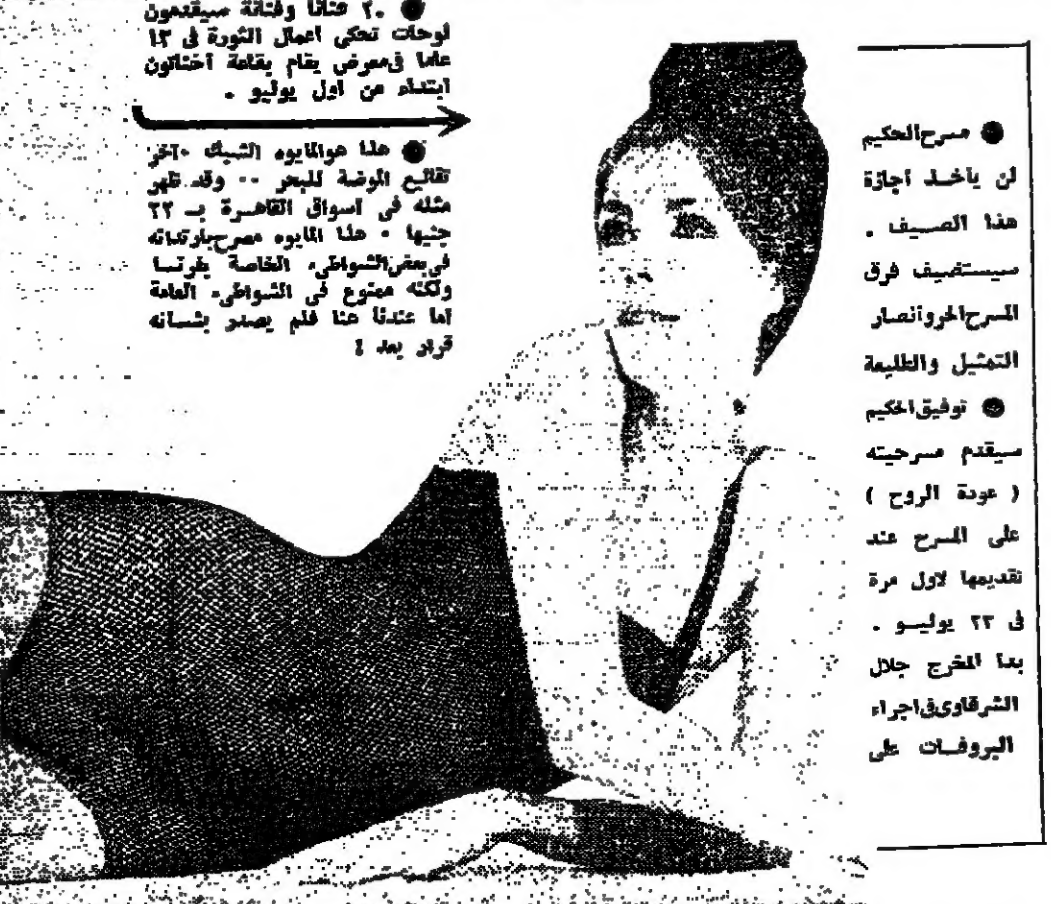 ● مسرح الحكيم
لن يأخذ أجازة
هذا الصيف .
سيستضيف فرق
المسرح الحر وأنصار
التمثيل والطليعة
● توفيق الحكيم
سيقدم مسرحيته
( عودة الروح )
على المسرح عند
تقديمها لاول مرة
فى ٢٣ يوليو .
بدأ المخرج جلال
الشرقاوى فى اجراء
البروفات على
● ٢٠ فنانا وفنانة سيقدمون
لوحات تحكى اعمال الثورة فى ١٣
عاما فى معرض يقام بقاعة أخناتون
ابتداء من اول يوليو .
● هذا هو المايوه الشبك .. آخر
تقاليع الموضة للبحر .. وقد ظهر
مثله فى اسواق القاهرة بـ ٢٢
جنيها . هذا المايوه مصرح بارتدائه
فى بعض الشواطىء الخاصة بفرنسا
ولكنه ممنوع فى الشواطىء العامة
أما عندنا هنا فلم يصدر بشأنه
قرار بعد !